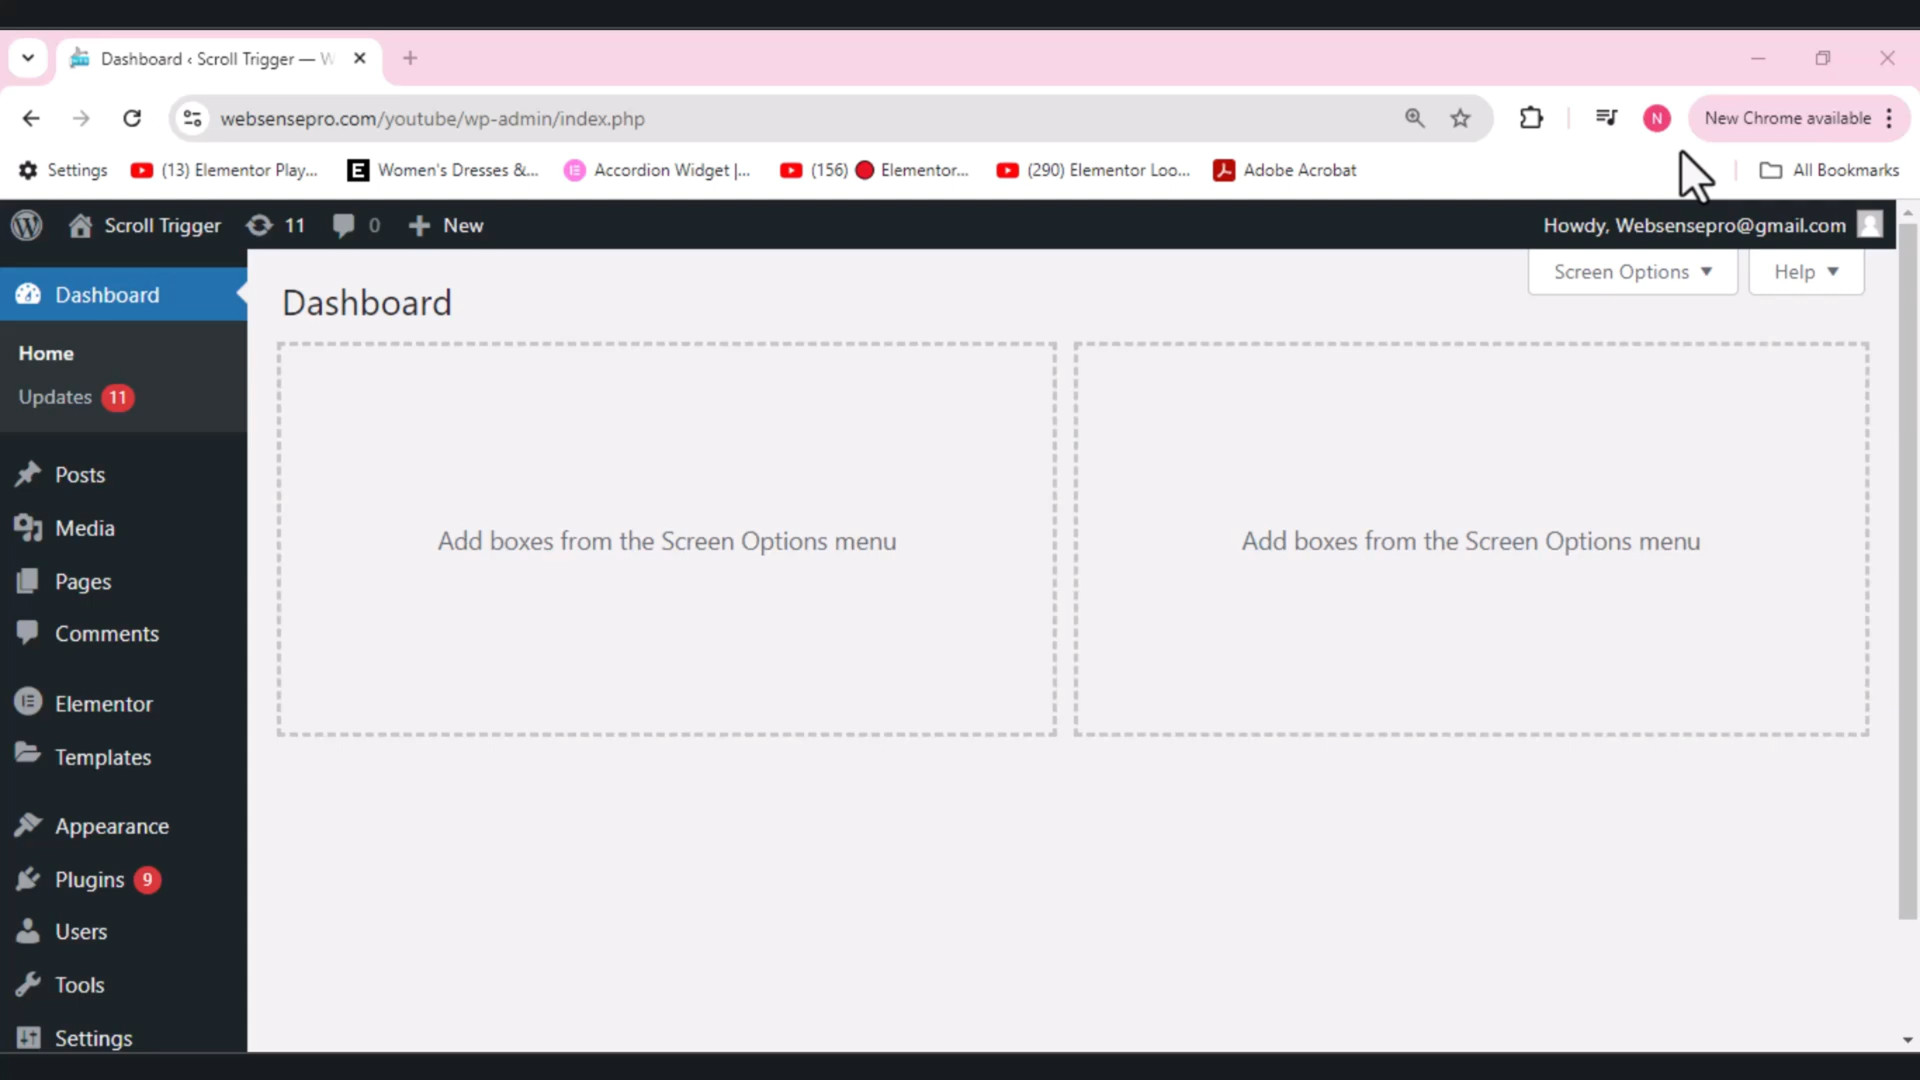 Dashboard ‹ Scroll Trigger — W
websensepro.com/youtube/wp-admin/index.php
N
New Chrome available
Settings
(13) Elementor Play...
E
Women's Dresses &...
Accordion Widget |...
(156) Elementor...
(290) Elementor Loo...
Adobe Acrobat
All Bookmarks
Scroll Trigger
11
0
New
Howdy, Websensepro@gmail.com
Screen Options
Help
Dashboard
Dashboard
Home
Updates 11
Posts
Media
Pages
Comments
Elementor
Templates
Appearance
Plugins 9
Users
Tools
Settings
Add boxes from the Screen Options menu
Add boxes from the Screen Options menu